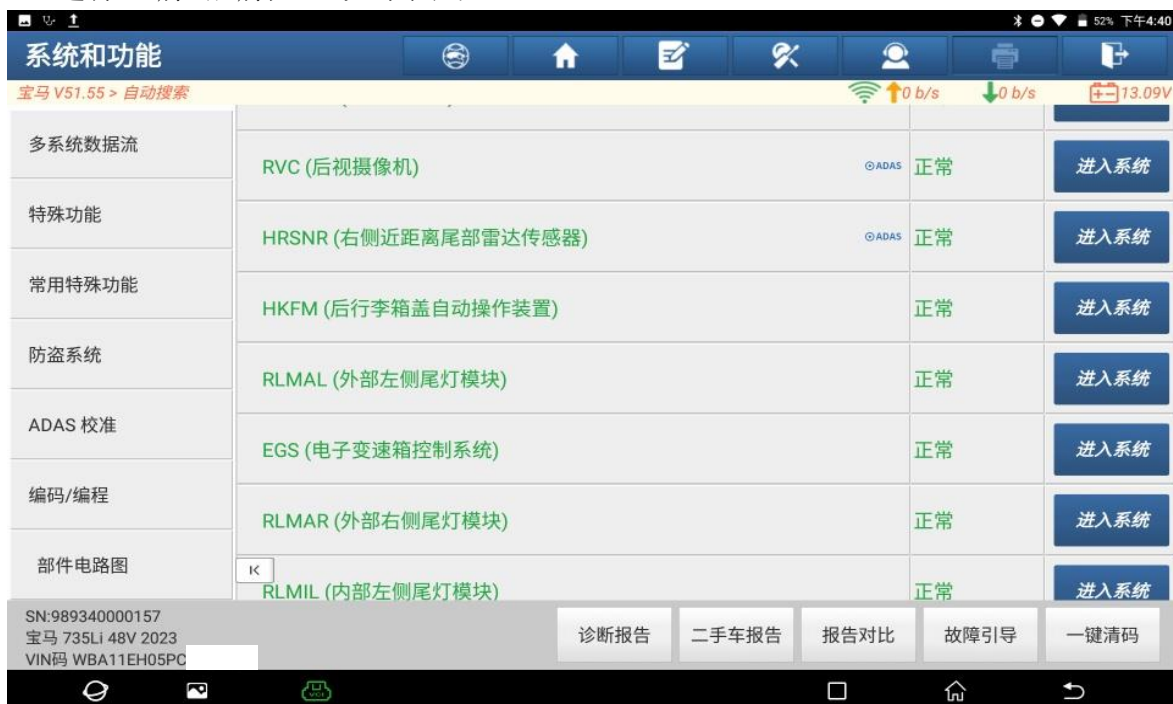 52% 下午4:40
系统和功能
宝马 V51.55 > 自动搜索
0 b/s
0 b/s
13.09V
多系统数据流
特殊功能
常用特殊功能
防盗系统
ADAS 校准
编码/编程
部件电路图
RVC (后视摄像机) ADAS 正常 进入系统
HRSNR (右侧近距离尾部雷达传感器) ADAS 正常 进入系统
HKFM (后行李箱盖自动操作装置) 正常 进入系统
RLMAL (外部左侧尾灯模块) 正常 进入系统
EGS (电子变速箱控制系统) 正常 进入系统
RLMAR (外部右侧尾灯模块) 正常 进入系统
RLMIL (内部左侧尾灯模块) 正常 进入系统
SN:989340000157
宝马 735Li 48V 2023
VIN码 WBA11EH05PC
诊断报告 二手车报告 报告对比 故障引导 一键清码
VCI